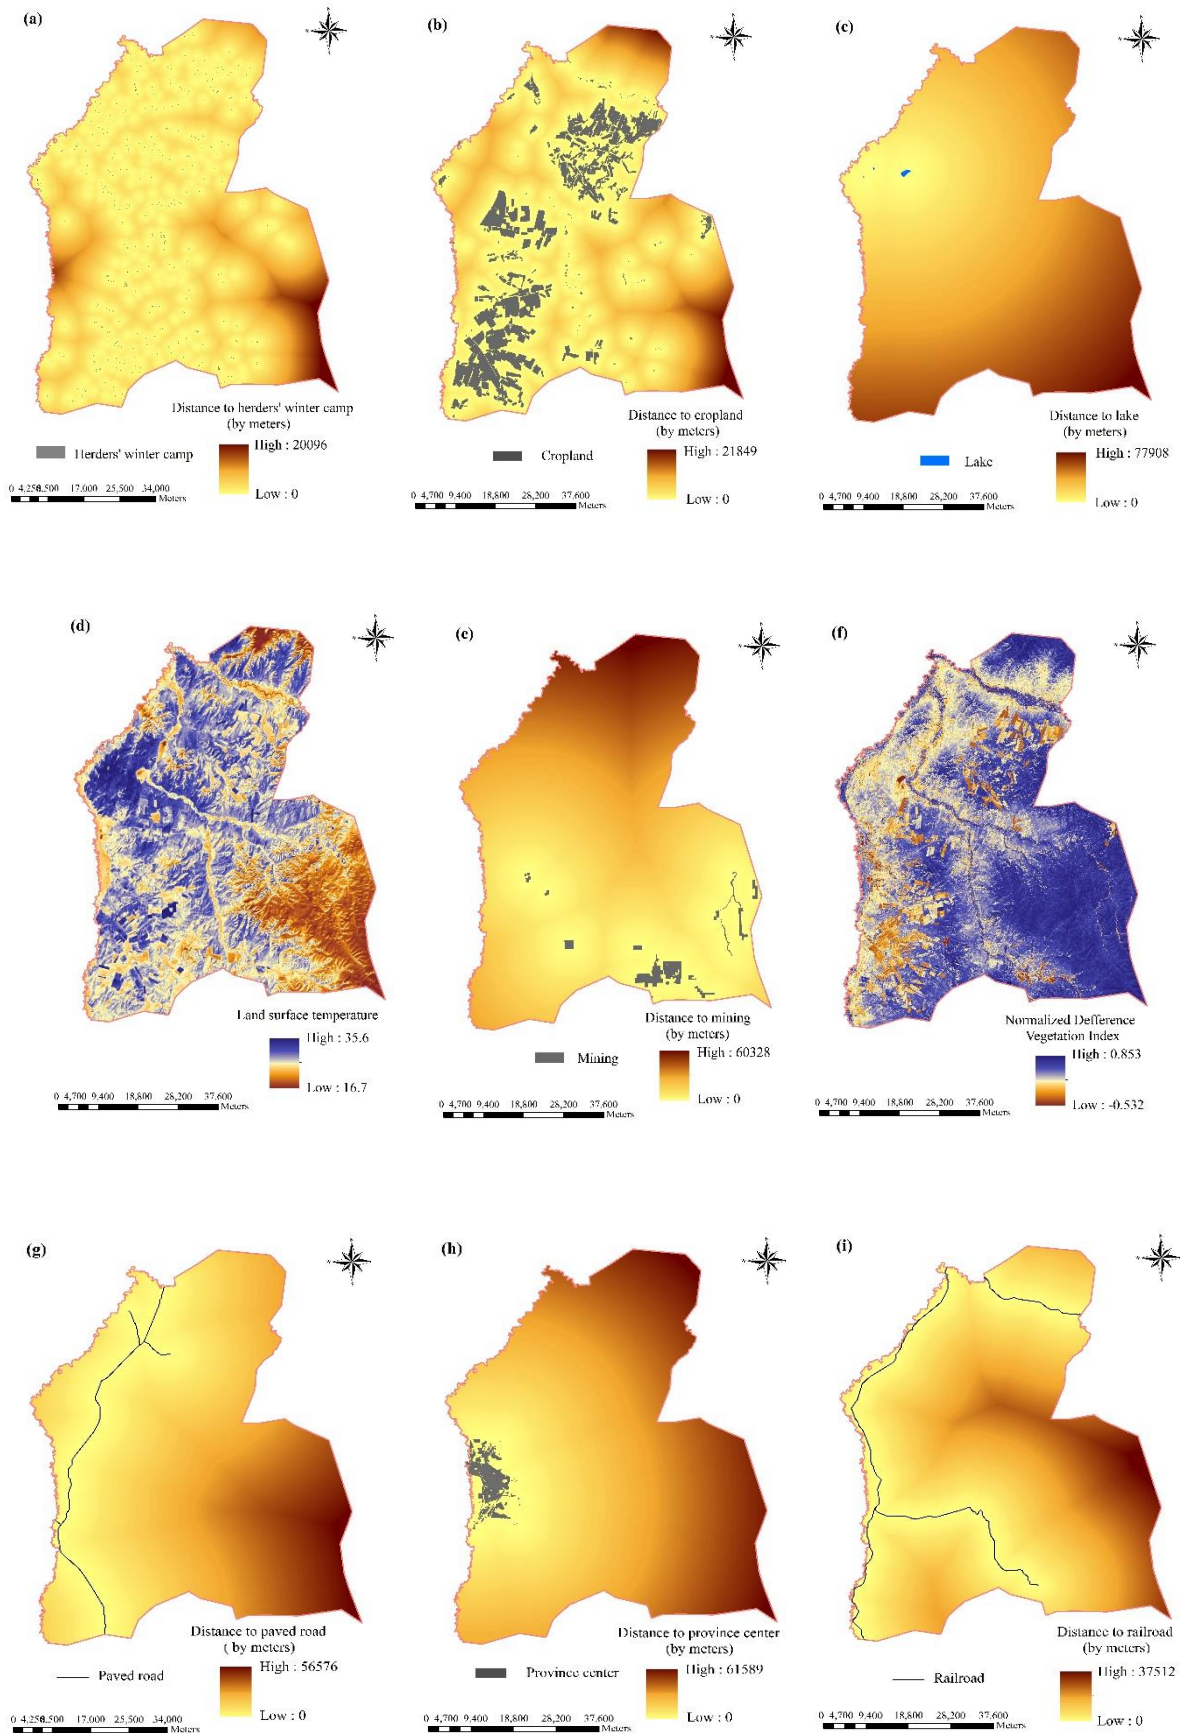 (a)
Distance to herders' winter camp
(by meters)
Herders' winter camp
High : 20096
Low : 0
0 4,250 8,500 17,000 25,500 34,000
Meters
(b)
Distance to cropland
(by meters)
Cropland
High : 21849
Low : 0
0 4,700 9,400 18,800 28,200 37,600
Meters
(c)
Distance to lake
(by meters)
Lake
High : 77908
Low : 0
0 4,700 9,400 18,800 28,200 37,600
Meters
(d)
Land surface temperature
High : 35.6
Low : 16.7
0 4,700 9,400 18,800 28,200 37,600
Meters
(e)
Distance to mining
(by meters)
Mining
High : 60328
Low : 0
0 4,700 9,400 18,800 28,200 37,600
Meters
(f)
Normalized Defference
Vegetation Index
High : 0.853
Low : -0.532
0 4,700 9,400 18,800 28,200 37,600
Meters
(g)
Distance to paved road
( by meters)
Paved road
High : 56576
Low : 0
0 4,250 8,500 17,000 25,500 34,000
Meters
(h)
Distance to province center
(by meters)
Province center
High : 61589
Low : 0
0 4,700 9,400 18,800 28,200 37,600
Meters
(i)
Distance to railroad
(by meters)
Railroad
High : 37512
Low : 0
0 4,700 9,400 18,800 28,200 37,600
Meters